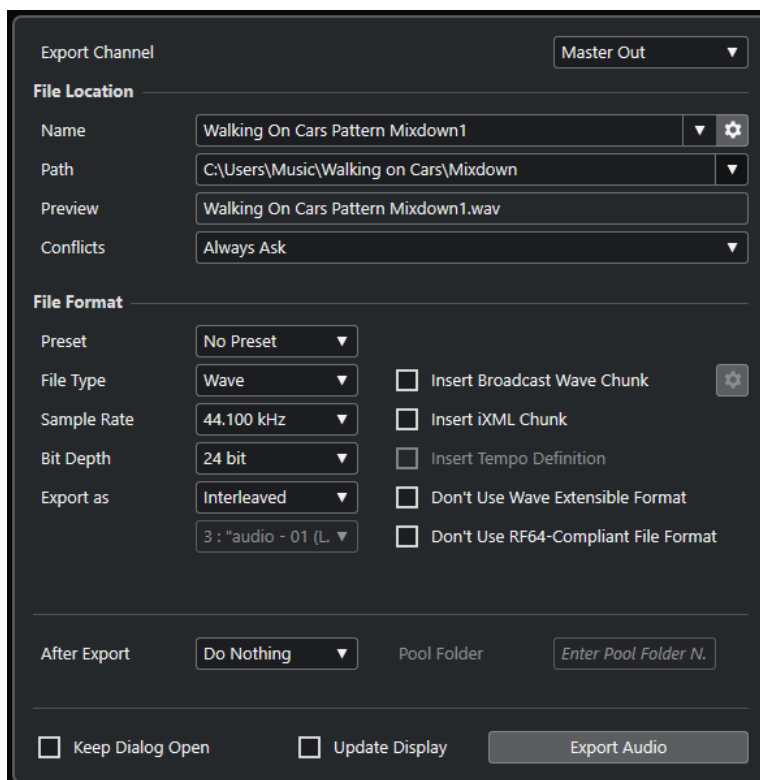 Export Channel Master Out
File Location
Name Walking On Cars Pattern Mixdown1
Path C:\Users\Music\Walking on Cars\Mixdown
Preview Walking On Cars Pattern Mixdown1.wav
Conflicts Always Ask
File Format
Preset No Preset
File Type Wave Insert Broadcast Wave Chunk
Sample Rate 44.100 kHz Insert iXML Chunk
Bit Depth 24 bit Insert Tempo Definition
Export as Interleaved Don't Use Wave Extensible Format
3 : "audio - 01 (L. Don't Use RF64-Compliant File Format
After Export Do Nothing Pool Folder Enter Pool Folder N.
Keep Dialog Open Update Display Export Audio